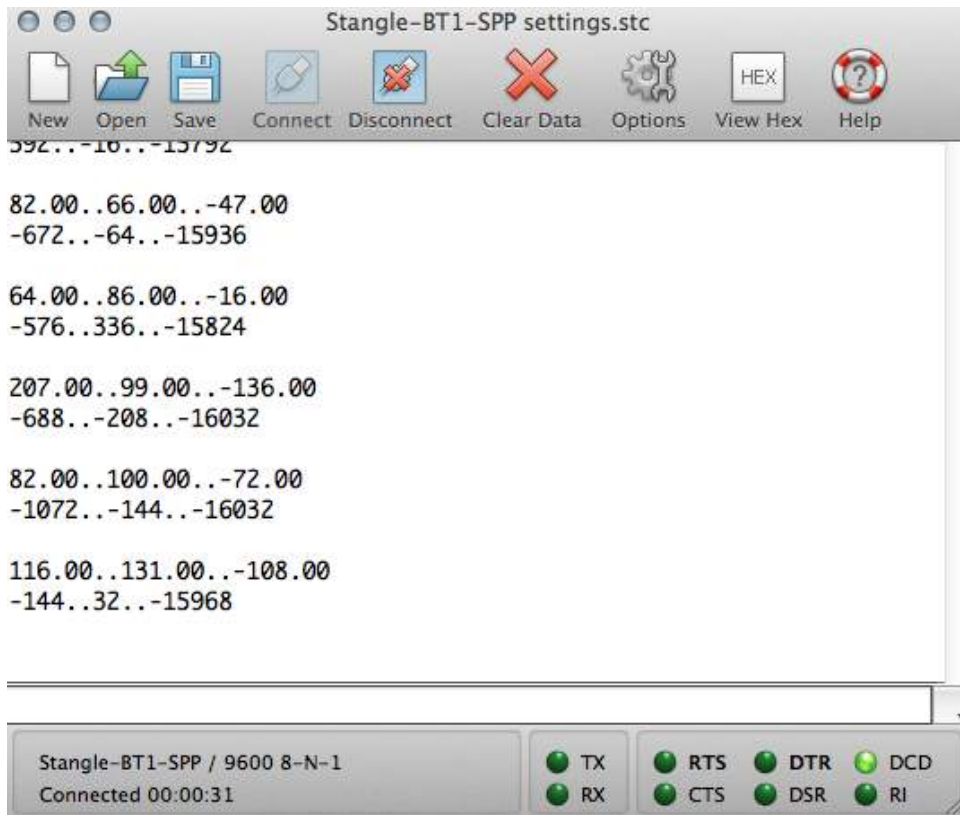 Stangle-BT1-SPP settings.stc
HEX
?
New Open Save Connect Disconnect Clear Data Options View Hex Help
592..-16..-15792
82.00..66.00..-47.00
-672..-64..-15936
64.00..86.00..-16.00
-576..336..-15824
207.00..99.00..-136.00
-688..-208..-16032
82.00..100.00..-72.00
-1072..-144..-16032
116.00..131.00..-108.00
-144..32..-15968
Stangle-BT1-SPP / 9600 8-N-1
Connected 00:00:31
TX RTS DTR DCD
RX CTS DSR RI